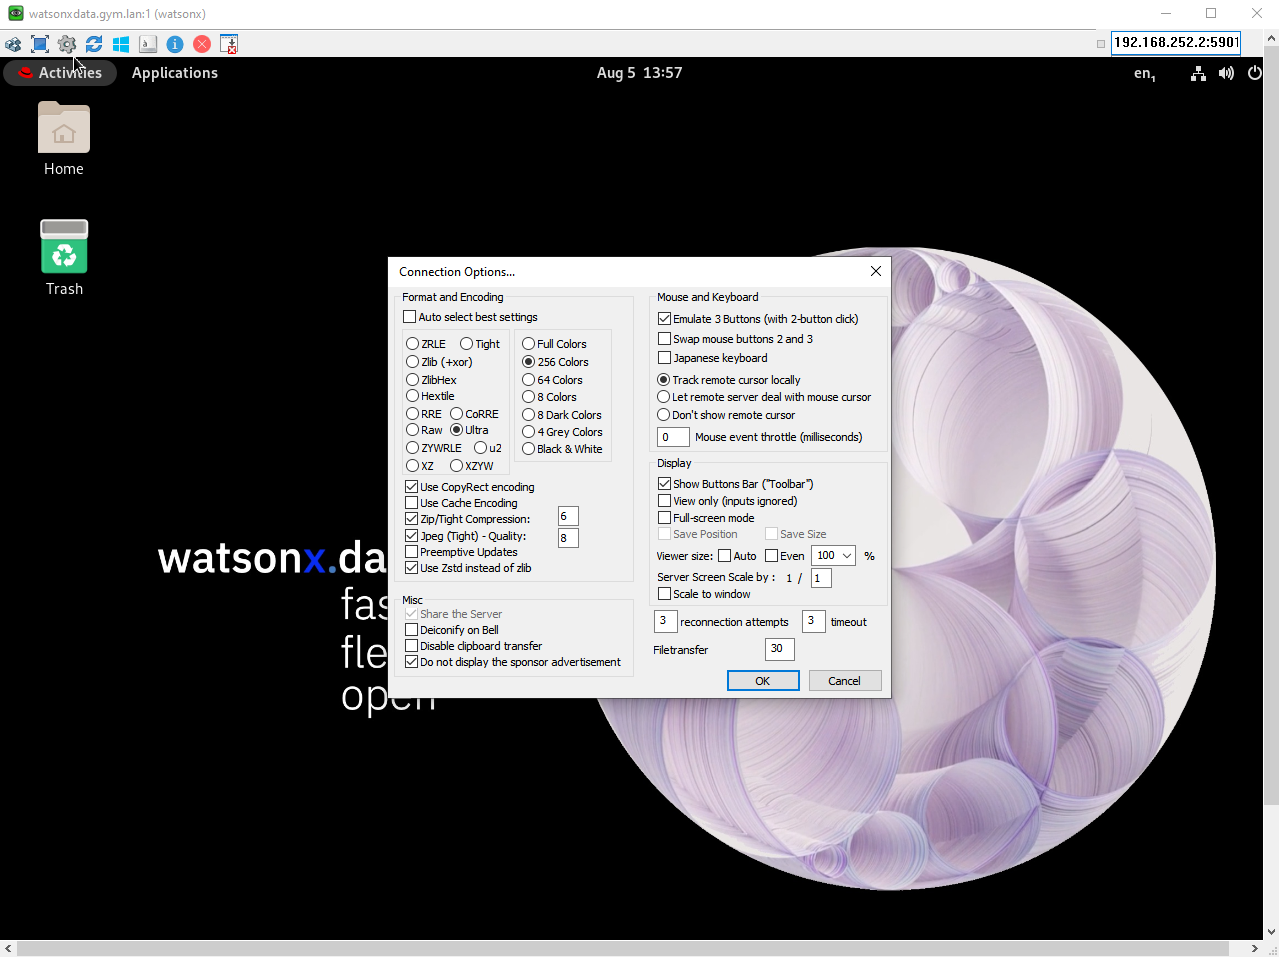 watsonxdata.gym.lan:1 (watsonx)
192.168.252.2:5901
Activities Applications Aug 5 13:57 en1
Home
Trash
watsonx.da
fas
fle
open
Connection Options...
Format and Encoding
Auto select best settings
ZRLE Tight
Zlib (+xor)
ZlibHex
Hextile
RRE CoRRE
Raw Ultra
ZYWRLE u2
XZ XZYW
Full Colors
256 Colors
64 Colors
8 Colors
8 Dark Colors
4 Grey Colors
Black & White
Use CopyRect encoding
Use Cache Encoding
Zip/Tight Compression: 6
Jpeg (Tight) - Quality: 8
Preemptive Updates
Use Zstd instead of zlib
Misc
Share the Server
Deiconify on Bell
Disable clipboard transfer
Do not display the sponsor advertisement
Mouse and Keyboard
Emulate 3 Buttons (with 2-button click)
Swap mouse buttons 2 and 3
Japanese keyboard
Track remote cursor locally
Let remote server deal with mouse cursor
Don't show remote cursor
0 Mouse event throttle (milliseconds)
Display
Show Buttons Bar ("Toolbar")
View only (inputs ignored)
Full-screen mode
Save Position Save Size
Viewer size: Auto Even 100 %
Server Screen Scale by : 1 / 1
Scale to window
3 reconnection attempts 3 timeout
Filetransfer 30
OK Cancel